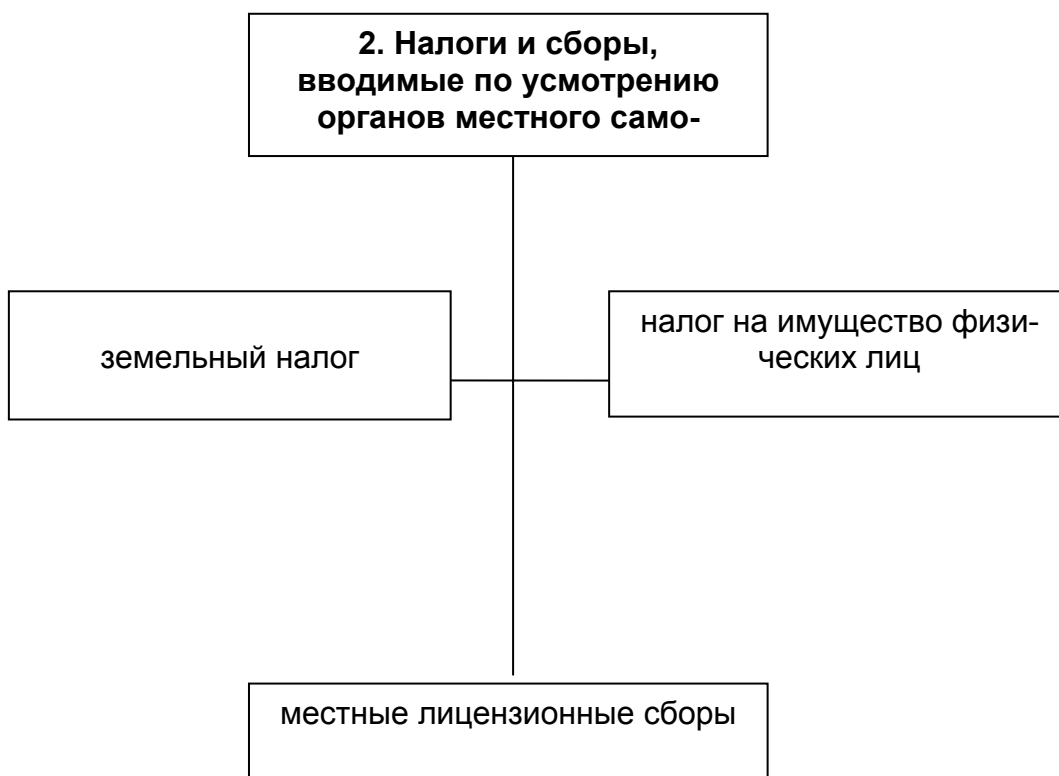 2. Налоги и сборы,
вводимые по усмотрению
органов местного само-
земельный налог
налог на имущество физи-
ческих лиц
местные лицензионные сборы